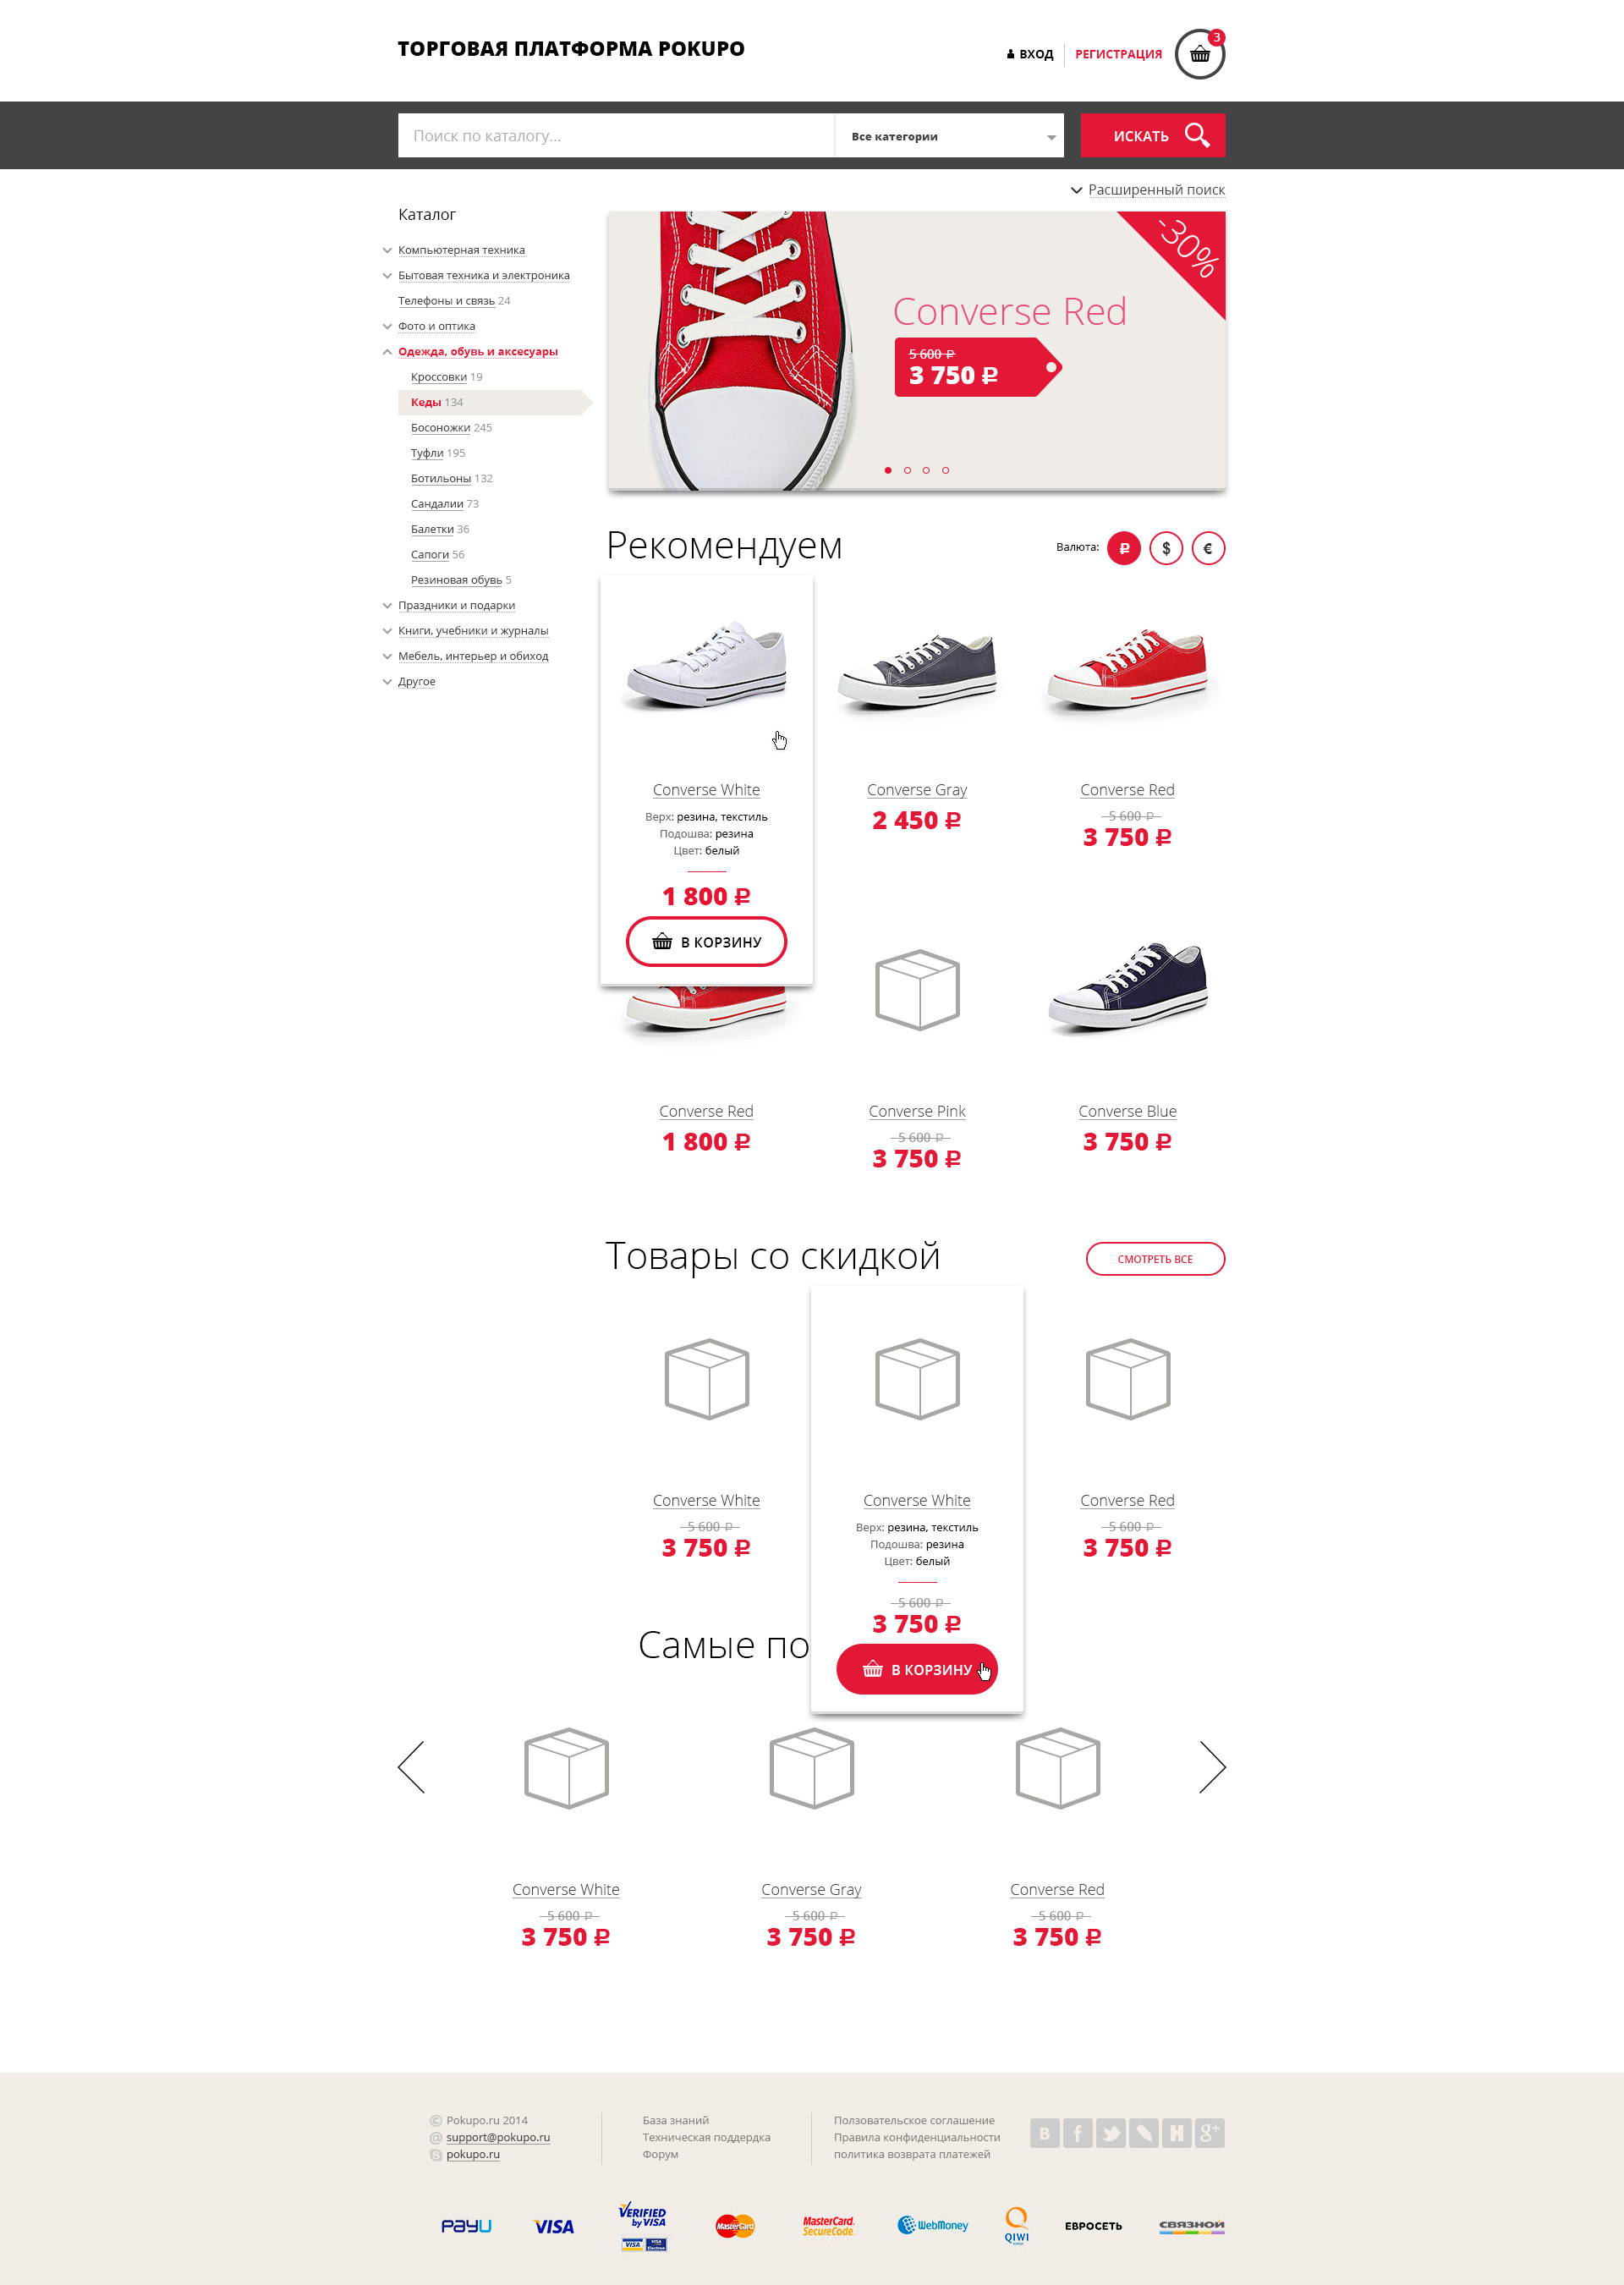 ТОРГОВАЯ ПЛАТФОРМА POKUPO
ВХОД
РЕГИСТРАЦИЯ
3
Поиск по каталогу...
Все категории
ИСКАТЬ
Расширенный поиск
Каталог
Компьютерная техника
Бытовая техника и электроника
Телефоны и связь 24
Фото и оптика
Одежда, обувь и аксесуары
Кроссовки 19
Кеды 134
Босоножки 245
Туфли 195
Ботильоны 132
Сандалии 73
Балетки 36
Сапоги 56
Резиновая обувь 5
Праздники и подарки
Книги, учебники и журналы
Мебель, интерьер и обиход
Другое
-30%
Converse Red
5 600 ₽
3 750 ₽
Рекомендуем
Валюта: ₽ $ €
Converse White
Верх: резина, текстиль
Подошва: резина
Цвет: белый
1 800 ₽
В КОРЗИНУ
Converse Gray
2 450 ₽
Converse Red
5 600 ₽
3 750 ₽
Converse Red
1 800 ₽
Converse Pink
5 600 ₽
3 750 ₽
Converse Blue
3 750 ₽
Товары со скидкой
СМОТРЕТЬ ВСЕ
Converse White
5 600 ₽
3 750 ₽
Converse White
Верх: резина, текстиль
Подошва: резина
Цвет: белый
5 600 ₽
3 750 ₽
В КОРЗИНУ
Converse Red
5 600 ₽
3 750 ₽
Самые по
Converse White
5 600 ₽
3 750 ₽
Converse Gray
5 600 ₽
3 750 ₽
Converse Red
5 600 ₽
3 750 ₽
© Pokupo.ru 2014
@ support@pokupo.ru
pokupo.ru
База знаний
Техническая поддердка
Форум
Ползовательское соглашение
Правила конфиденциальности
политика возврата платежей
B f H g+
PayU
VISA
VERIFIED
by VISA
VISA VISA Electron
MasterCard
MasterCard.
SecureCode.
WebMoney
QIWI
ЕВРОСЕТЬ
СВЯЗНОЙ